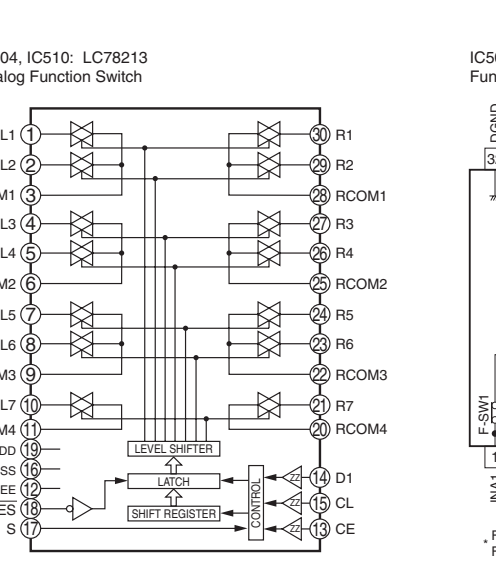 04, IC510: LC78213
alog Function Switch
L1 1
L2 2
M1 3
L3 4
L4 5
M2 6
L5 7
L6 8
M3 9
L7 10
M4 11
DD 19
SS 16
EE 12
ES 18
S 17
30 R1
29 R2
28 RCOM1
27 R3
26 R4
25 RCOM2
24 R5
23 R6
22 RCOM3
21 R7
20 RCOM4
LEVEL SHIFTER
LATCH
SHIFT REGISTER
CONTROL
ZZ 14 D1
ZZ 15 CL
ZZ 13 CE
IC50
Fun
DGND
32
F-SW1
1
INA1
* F